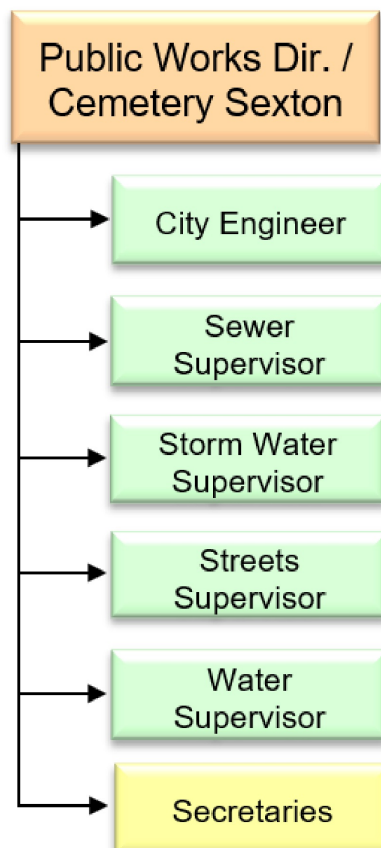 Public Works Dir. /
Cemetery Sexton
City Engineer
Sewer
Supervisor
Storm Water
Supervisor
Streets
Supervisor
Water
Supervisor
Secretaries